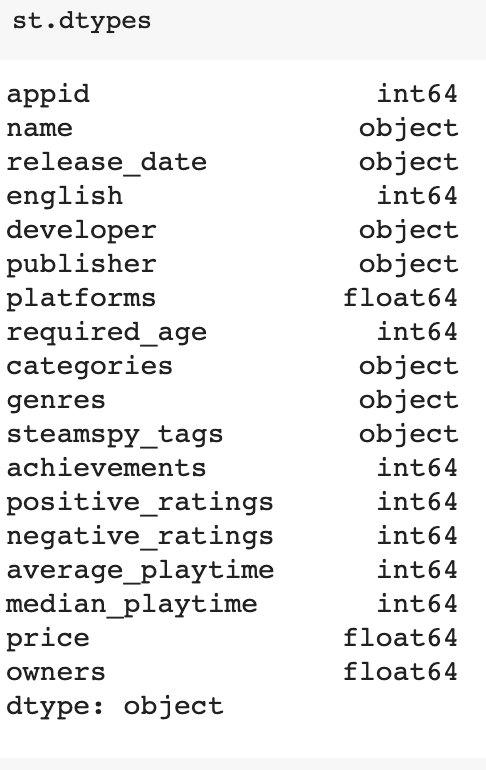 st.dtypes
appid int64
name object
release_date object
english int64
developer object
publisher object
platforms float64
required_age int64
categories object
genres object
steamspy_tags object
achievements int64
positive_ratings int64
negative_ratings int64
average_playtime int64
median_playtime int64
price float64
owners float64
dtype: object